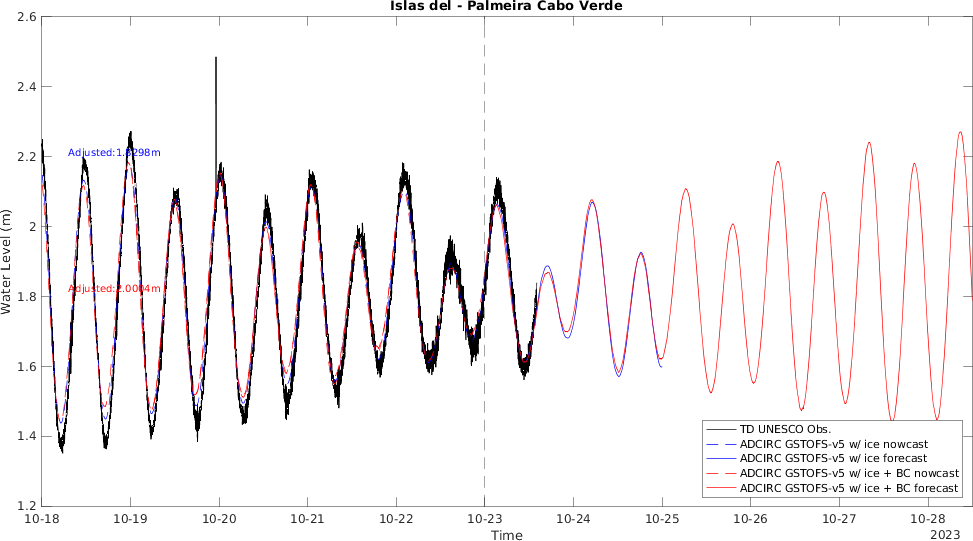 Islas del - Palmeira Cabo Verde
2.6
2.4
2.2
2
1.8
1.6
1.4
1.2
Water Level (m)
Adjusted:1.8298m
Adjusted:2.0004m
TD UNESCO Obs.
ADCIRC GSTOFS-v5 w/ ice nowcast
ADCIRC GSTOFS-v5 w/ ice forecast
ADCIRC GSTOFS-v5 w/ ice + BC nowcast
ADCIRC GSTOFS-v5 w/ ice + BC forecast
10-18 10-19 10-20 10-21 10-22 10-23 10-24 10-25 10-26 10-27 10-28
2023
Time